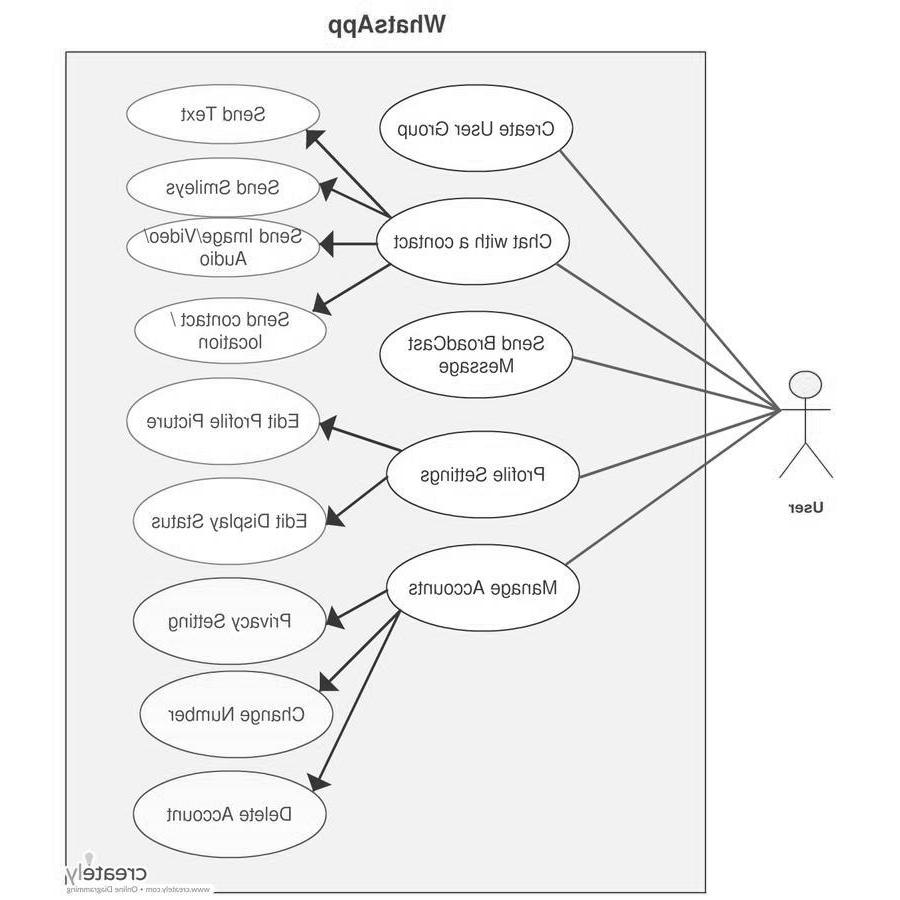 WhatsApp
Create User Group
Chat with a contact
Send BroadCast
Message
Profile Settings
Manage Accounts
Send Text
Send Smileys
Send Image/Video/
Audio
Send contact /
location
Edit Profile Picture
Edit Display Status
Privacy Setting
Change Number
Delete Account
User
creately
www.creately.com • Online Diagramming